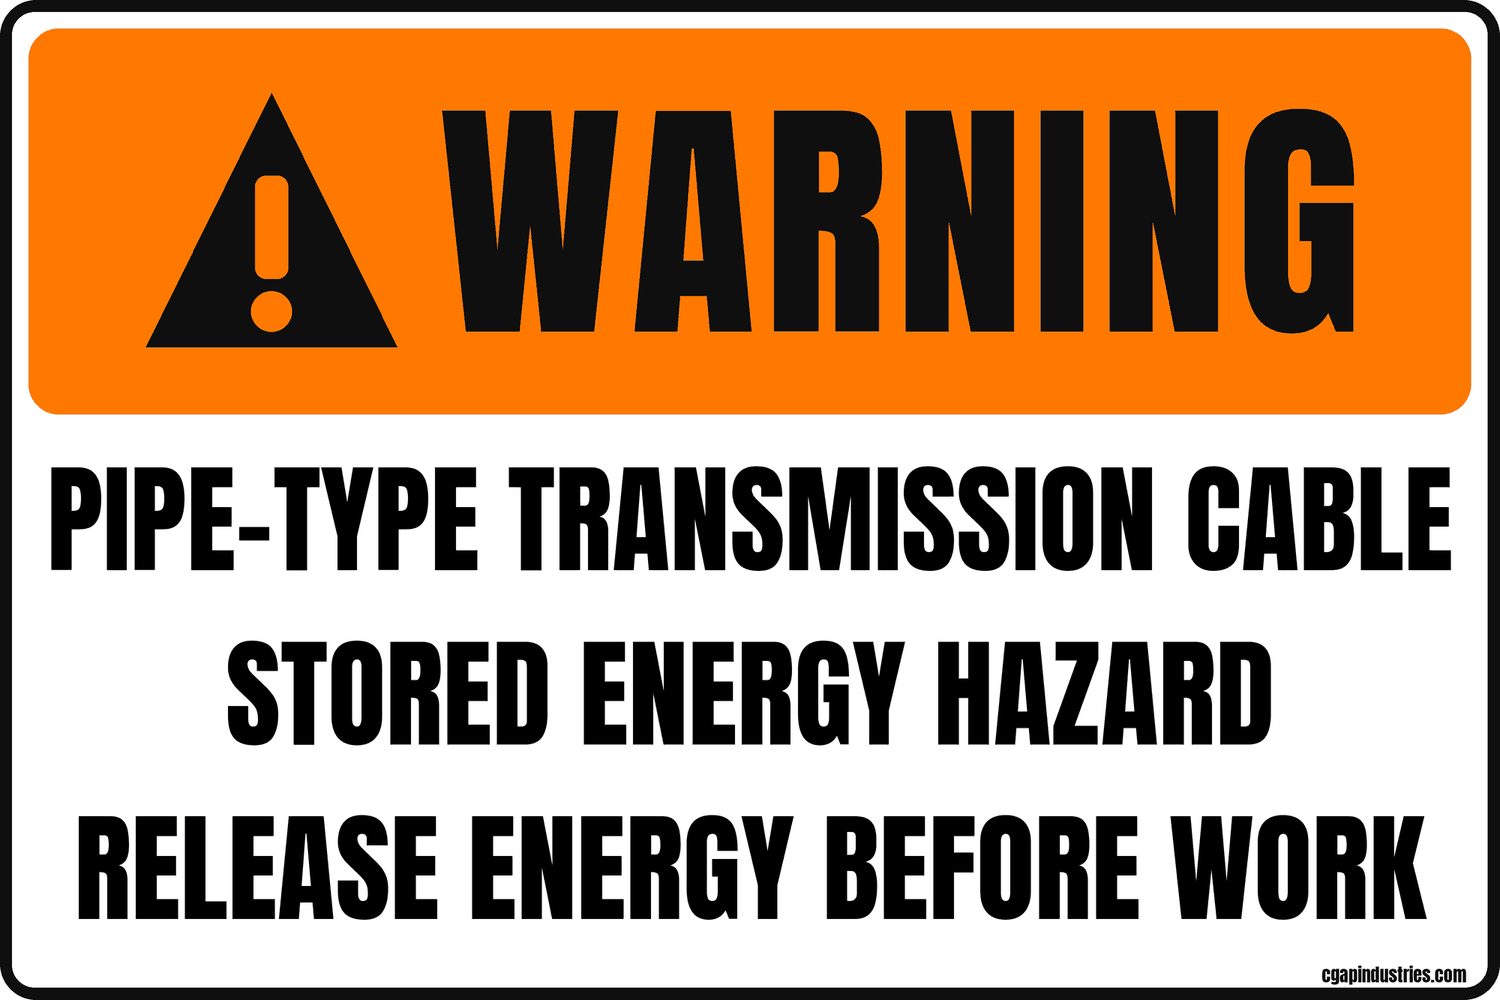 WARNING
PIPE-TYPE TRANSMISSION CABLE
STORED ENERGY HAZARD
RELEASE ENERGY BEFORE WORK
cgapindustries.com